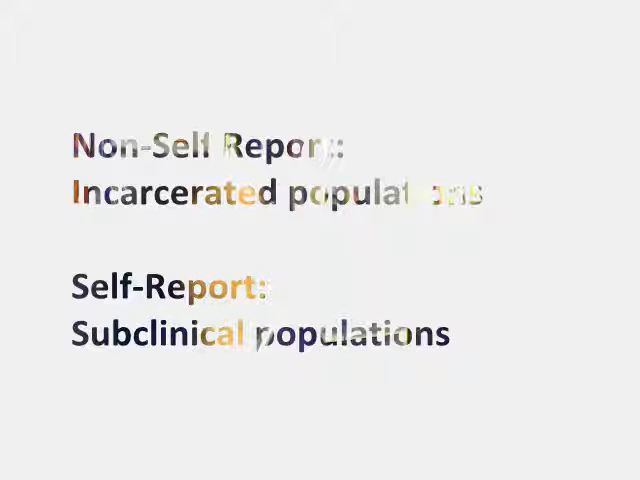 Non-Self Report:
Incarcerated populations
Self-Report:
Subclinical populations